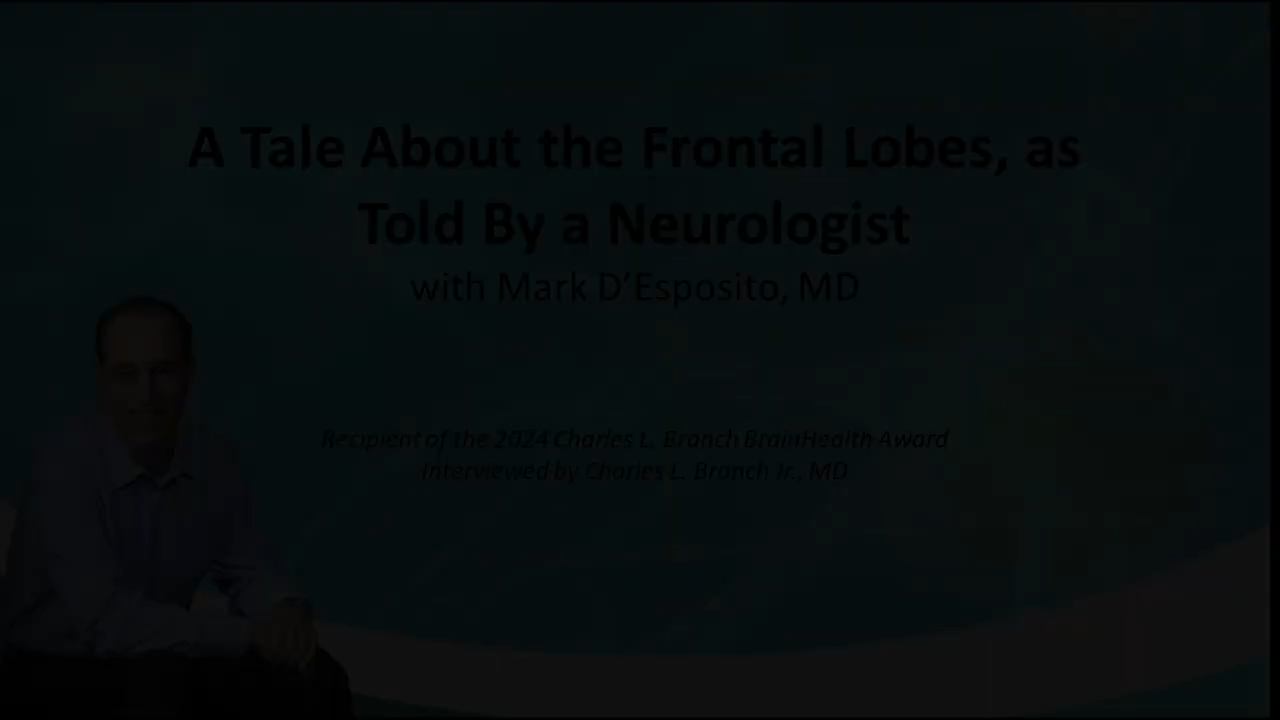 A Tale About the Frontal Lobes, as
Told By a Neurologist
with Mark D’Esposito, MD
Recipient of the 2024 Charles L. Branch BrainHealth Award
Interviewed by Charles L. Branch Jr., MD